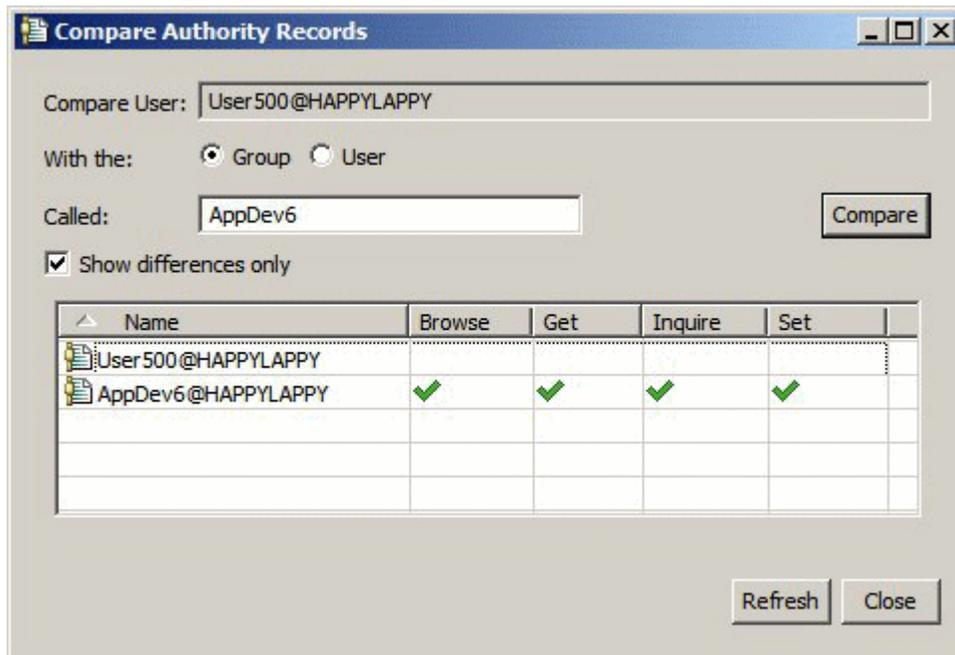 Compare Authority Records
Compare User: User500@HAPPYLAPPY
With the: Group User
Called: AppDev6 Compare
Show differences only
Name Browse Get Inquire Set
User500@HAPPYLAPPY
AppDev6@HAPPYLAPPY
Refresh Close